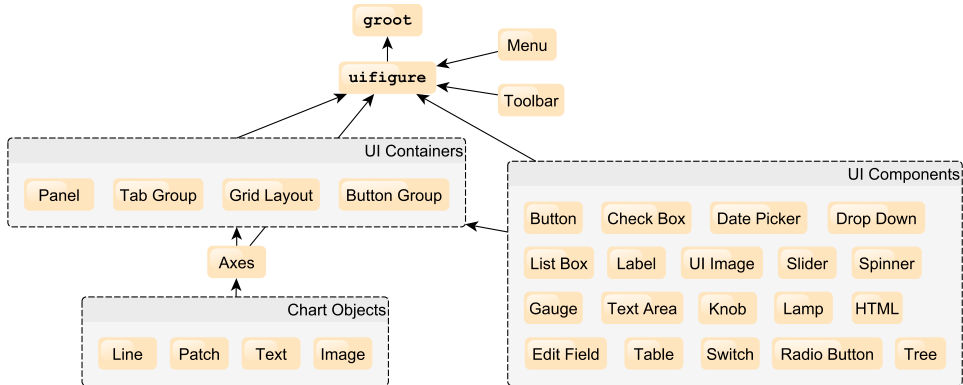 groot
Menu
uifigure
Toolbar
UI Containers
Panel
Tab Group
Grid Layout
Button Group
Axes
Chart Objects
Line
Patch
Text
Image
UI Components
Button
Check Box
Date Picker
Drop Down
List Box
Label
UI Image
Slider
Spinner
Gauge
Text Area
Knob
Lamp
HTML
Edit Field
Table
Switch
Radio Button
Tree